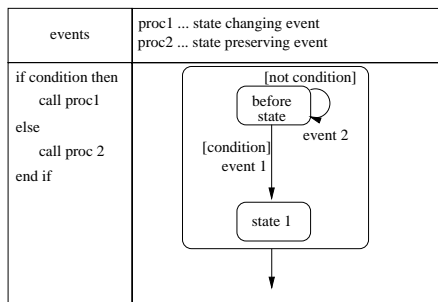 events
proc1 ... state changing event
proc2 ... state preserving event
if condition then
call proc1
else
call proc 2
end if
[not condition]
before
state
event 2
[condition]
event 1
state 1